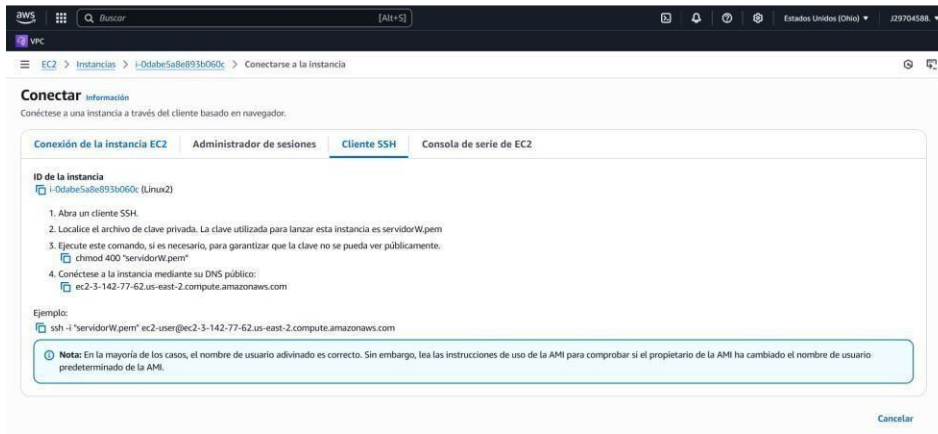 aws
Buscar [Alt+S] Estados Unidos (Ohio) J29704588.
VPC
EC2 > Instancias > i-0dabe5a8e893b060c > Conectarse a la instancia
Conectar Información
Conéctese a una instancia a través del cliente basado en navegador.
Conexión de la instancia EC2 Administrador de sesiones Cliente SSH Consola de serie de EC2
ID de la instancia
i-0dabe5a8e893b060c (Linux2)
1. Abra un cliente SSH.
2. Localice el archivo de clave privada. La clave utilizada para lanzar esta instancia es servidorW.pem
3. Ejecute este comando, si es necesario, para garantizar que la clave no se pueda ver públicamente.
chmod 400 "servidorW.pem"
4. Conéctese a la instancia mediante su DNS público:
ec2-3-142-77-62.us-east-2.compute.amazonaws.com
Ejemplo:
ssh -i "servidorW.pem" ec2-user@ec2-3-142-77-62.us-east-2.compute.amazonaws.com
Nota: En la mayoría de los casos, el nombre de usuario adivinado es correcto. Sin embargo, lea las instrucciones de uso de la AMI para comprobar si el propietario de la AMI ha cambiado el nombre de usuario
predeterminado de la AMI.
Cancelar